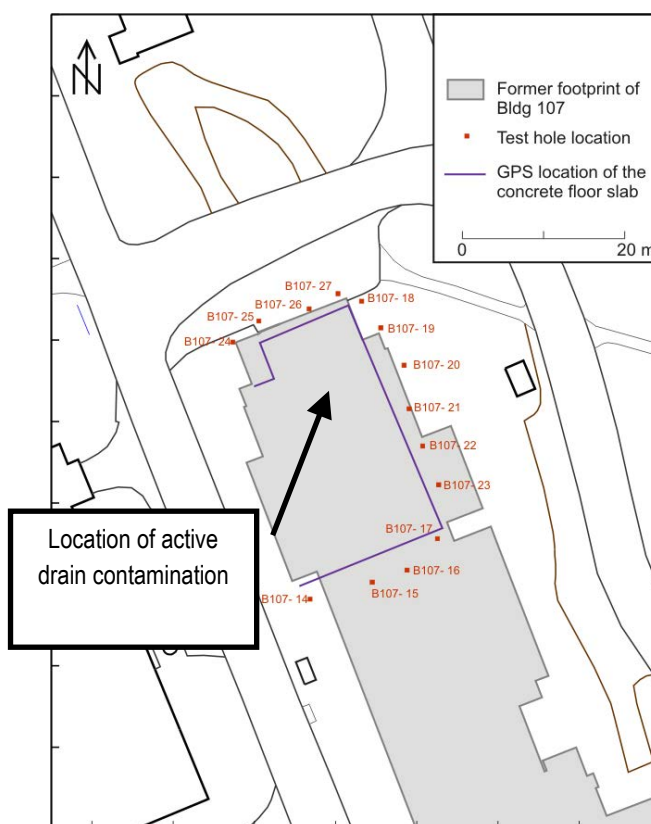 N
Former footprint of
Bldg 107
Test hole location
GPS location of the
concrete floor slab
0 20 m
B107- 27
B107- 18
B107- 26
B107- 25
B107- 19
B107- 24
B107- 20
B107- 21
B107- 22
B107- 23
B107- 17
B107- 16
B107- 15
B107- 14
Location of active
drain contamination